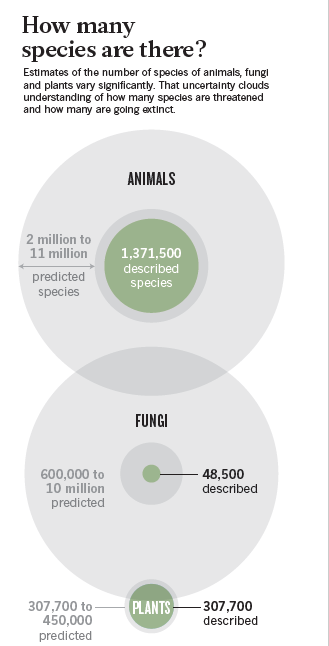 How many
species are there?
Estimates of the number of species of animals, fungi
and plants vary significantly. That uncertainty clouds
understanding of how many species are threatened
and how many are going extinct.
ANIMALS
2 million to
11 million
predicted
species
1,371,500
described
species
FUNGI
600,000 to
10 million
predicted
48,500
described
307,700 to
450,000
predicted
PLANTS
307,700
described